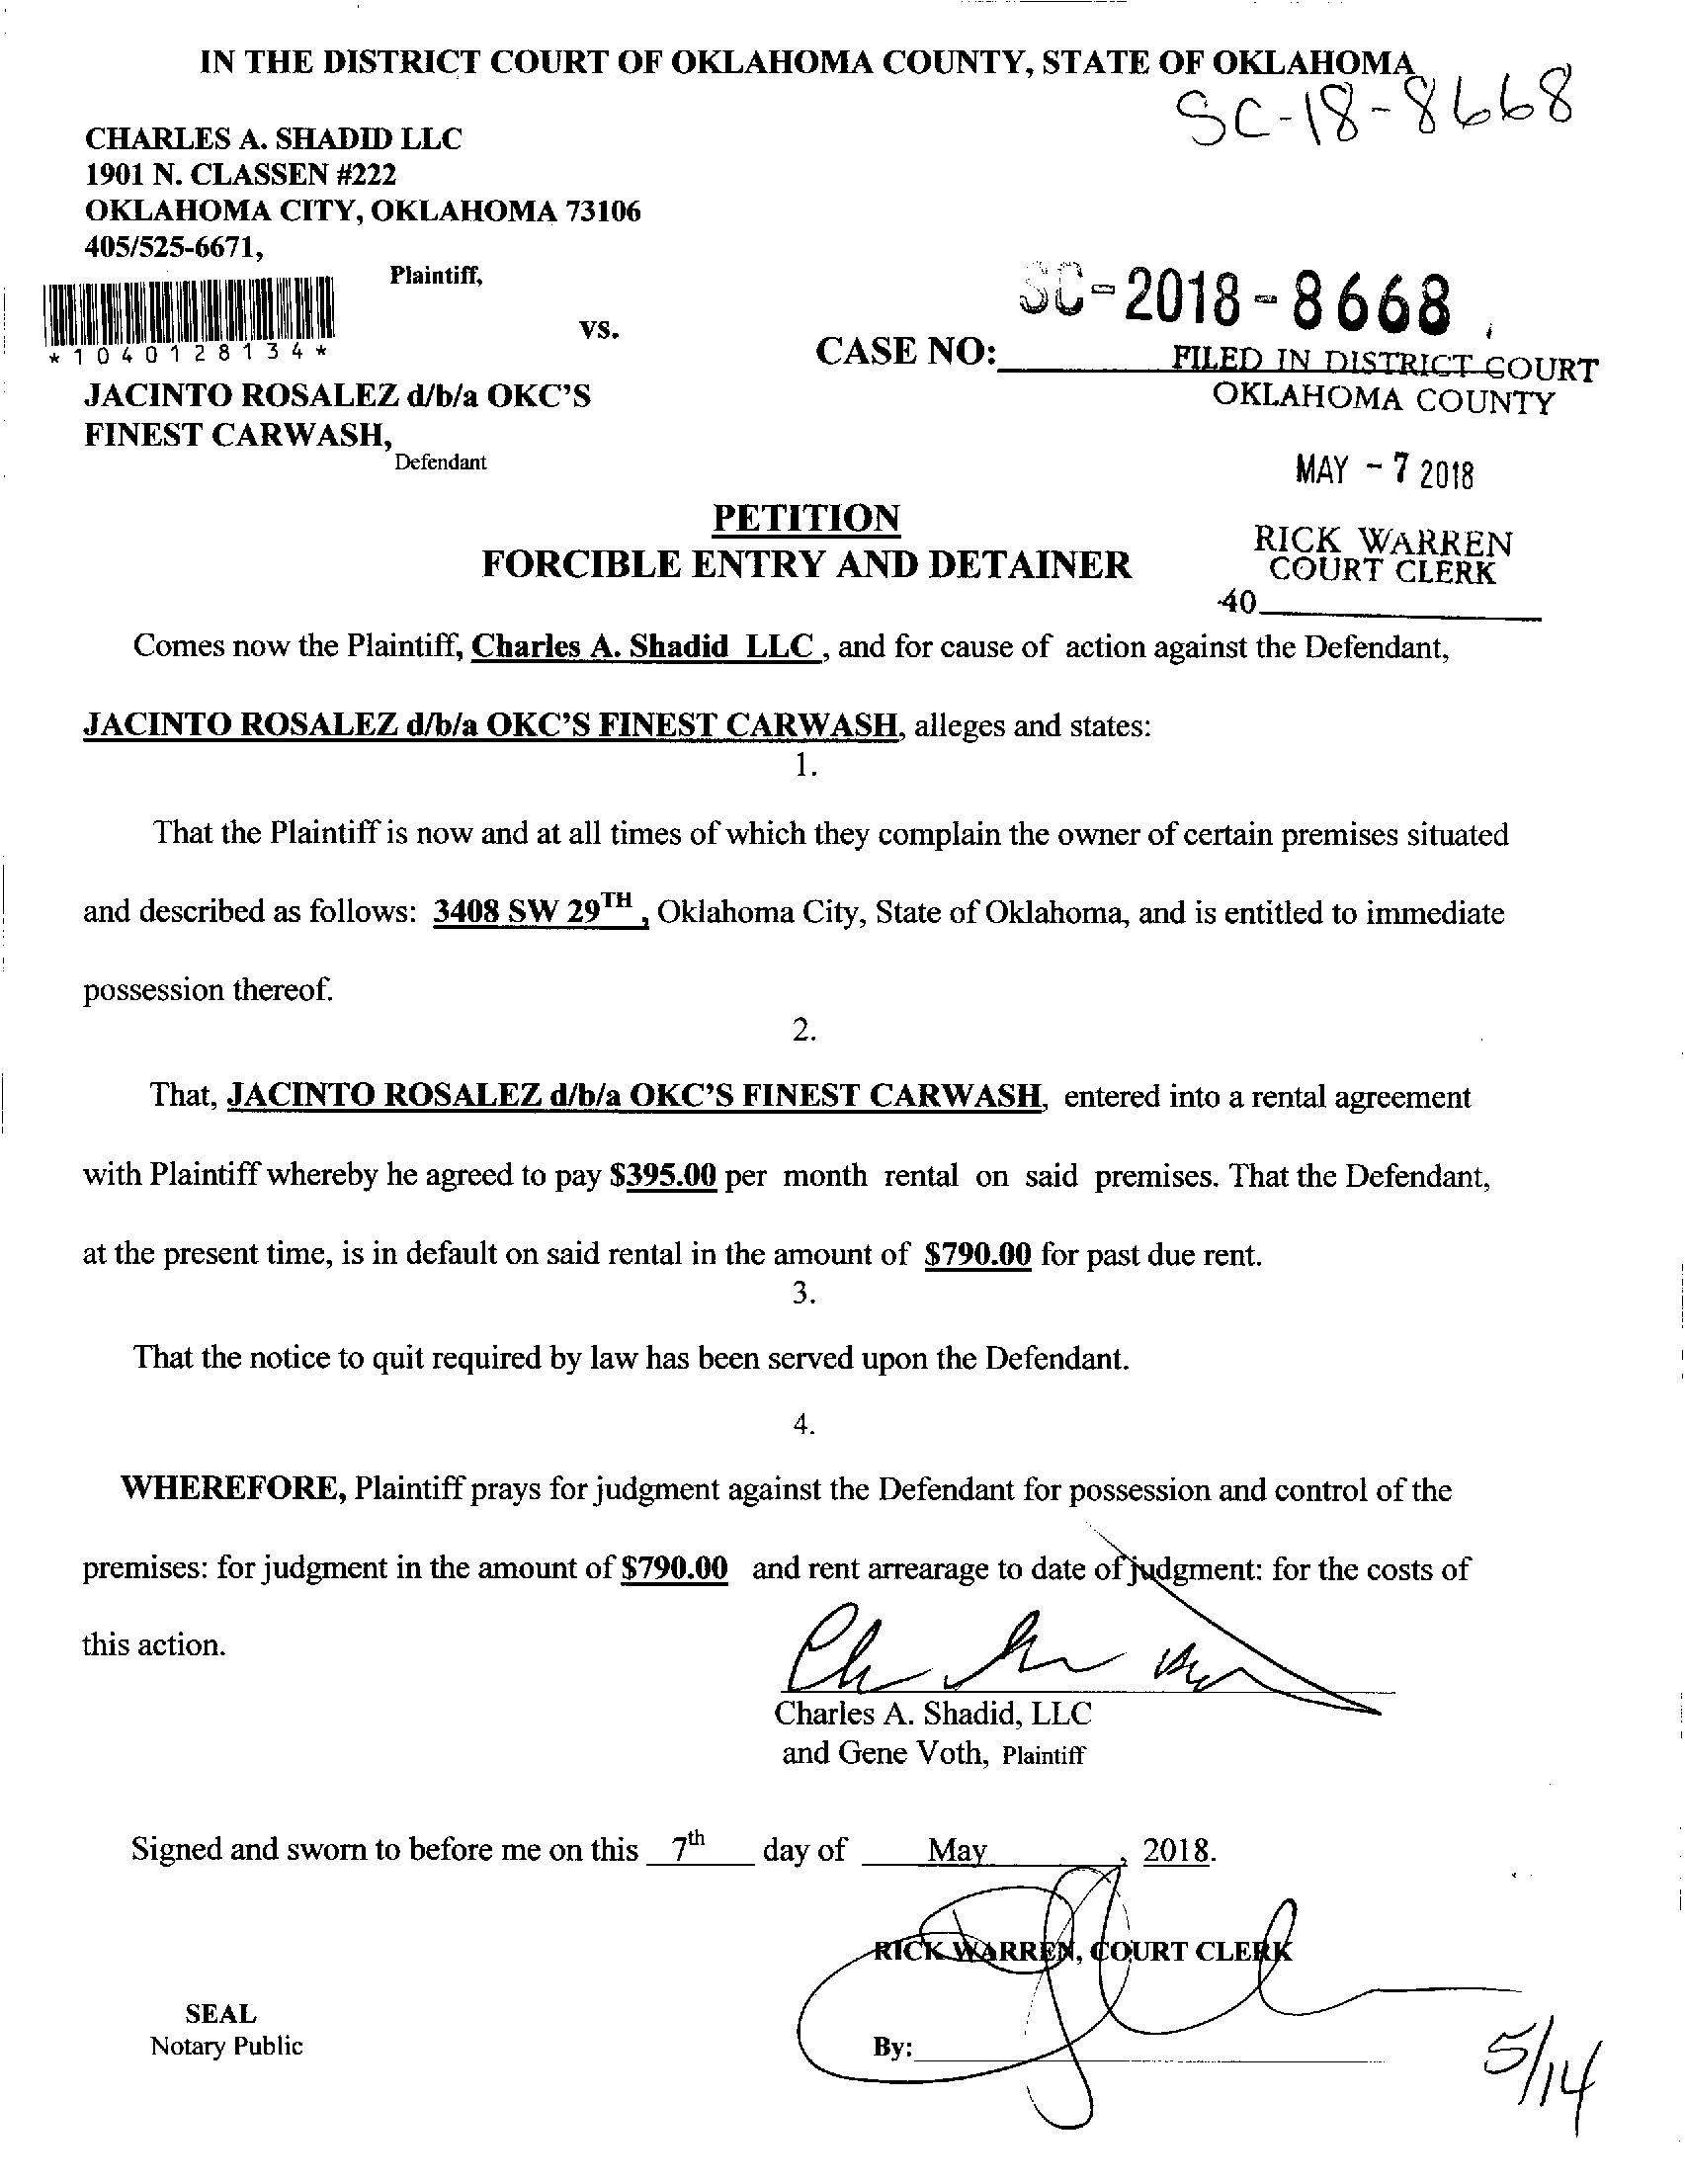 IN THE DISTRICT COURT OF OKLAHOMA COUNTY, STATE OF OKLAHOMA
SC-18-8668
CHARLES A. SHADID LLC
1901 N. CLASSEN #222
OKLAHOMA CITY, OKLAHOMA 73106
405/525-6671,
Plaintiff,
SC-2018-8668
vs.
*1040128134*
CASE NO:
FILED IN DISTRICT COURT
OKLAHOMA COUNTY
JACINTO ROSALEZ d/b/a OKC'S
FINEST CARWASH,
Defendant
MAY - 7 2018
PETITION
FORCIBLE ENTRY AND DETAINER
RICK WARREN
COURT CLERK
40
Comes now the Plaintiff, Charles A. Shadid LLC , and for cause of action against the Defendant,
JACINTO ROSALEZ d/b/a OKC'S FINEST CARWASH, alleges and states:
1.
That the Plaintiff is now and at all times of which they complain the owner of certain premises situated
and described as follows: 3408 SW 29TH , Oklahoma City, State of Oklahoma, and is entitled to immediate
possession thereof.
2.
That, JACINTO ROSALEZ d/b/a OKC'S FINEST CARWASH, entered into a rental agreement
with Plaintiff whereby he agreed to pay $395.00 per month rental on said premises. That the Defendant,
at the present time, is in default on said rental in the amount of $790.00 for past due rent.
3.
That the notice to quit required by law has been served upon the Defendant.
4.
WHEREFORE, Plaintiff prays for judgment against the Defendant for possession and control of the
premises: for judgment in the amount of $790.00 and rent arrearage to date of judgment: for the costs of
this action.
Charles A. Shadid, LLC
and Gene Voth, Plaintiff
Signed and sworn to before me on this 7th day of May , 2018.
RICK WARREN, COURT CLERK
SEAL
Notary Public
By:
5/14